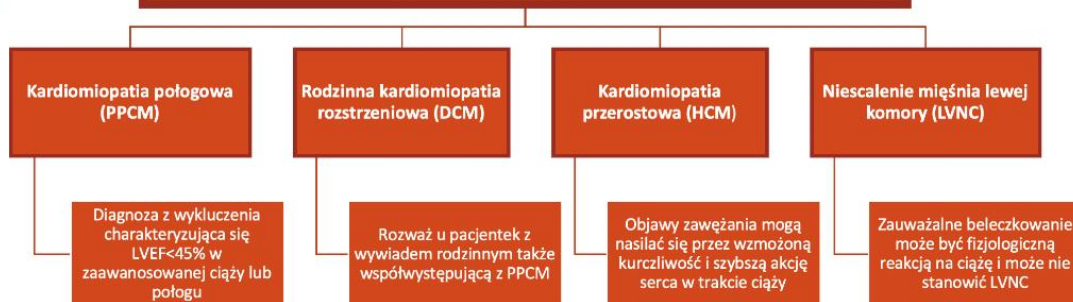 Kardiomiopatia połogowa
(PPCM)
Rodzinna kardiomiopatia
rozstrzeniowa (DCM)
Kardiomiopatia
przerostowa (HCM)
Niescalenie mięśnia lewej
komory (LVNC)
Diagnoza z wykluczenia
charakteryzująca się
LVEF<45% w
zaawanosowanej ciąży lub
połogu
Rozważ u pacjentek z
wywiadem rodzinnym także
współwystępującą z PPCM
Objawy zawężania mogą
nasilać się przez wzmożoną
kurczliwość i szybszą akcję
serca w trakcie ciąży
Zauważalne beleczkowanie
może być fizjologiczną
reakcją na ciążę i może nie
stanowić LVNC